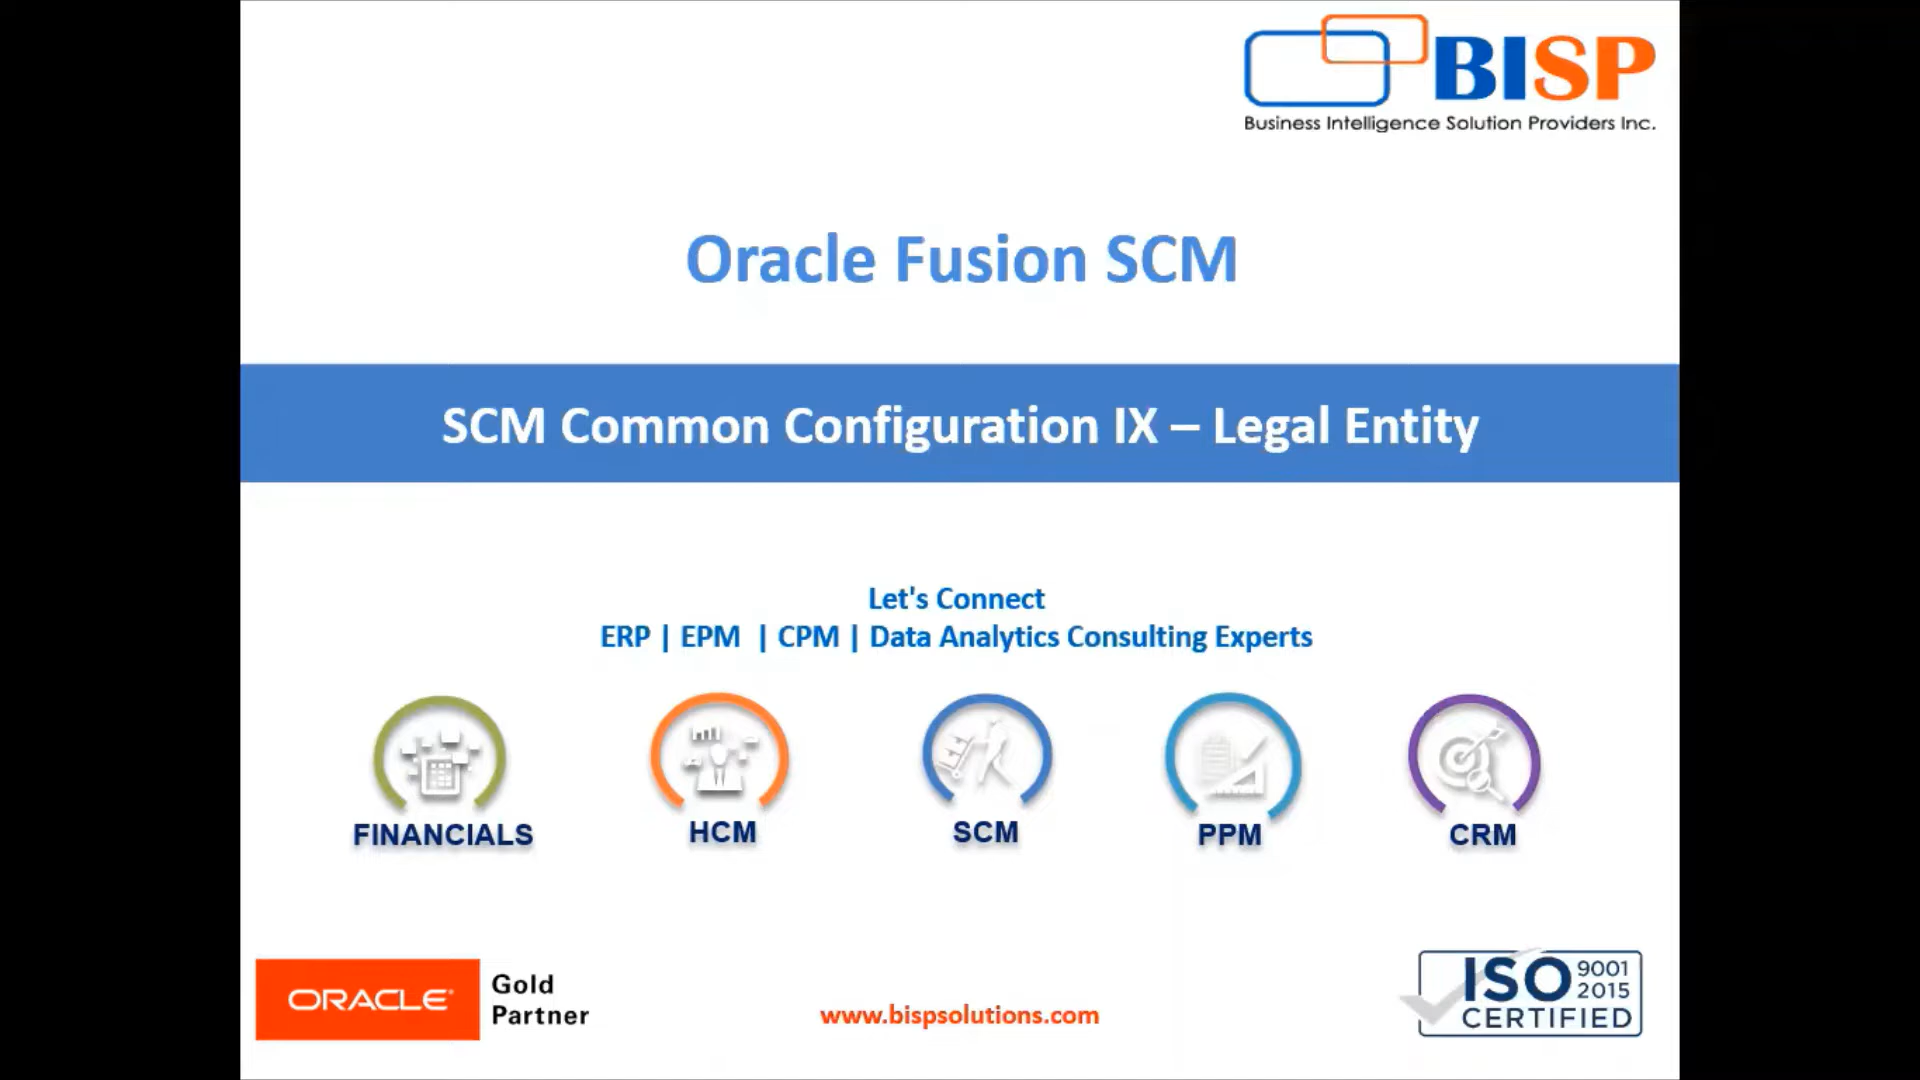 BISP
Business Intelligence Solution Providers Inc.
Oracle Fusion SCM
SCM Common Configuration IX – Legal Entity
Let's Connect
ERP | EPM | CPM | Data Analytics Consulting Experts
FINANCIALS
HCM
SCM
PPM
CRM
ORACLE®
Gold
Partner
www.bispsolutions.com
ISO 9001
2015
CERTIFIED